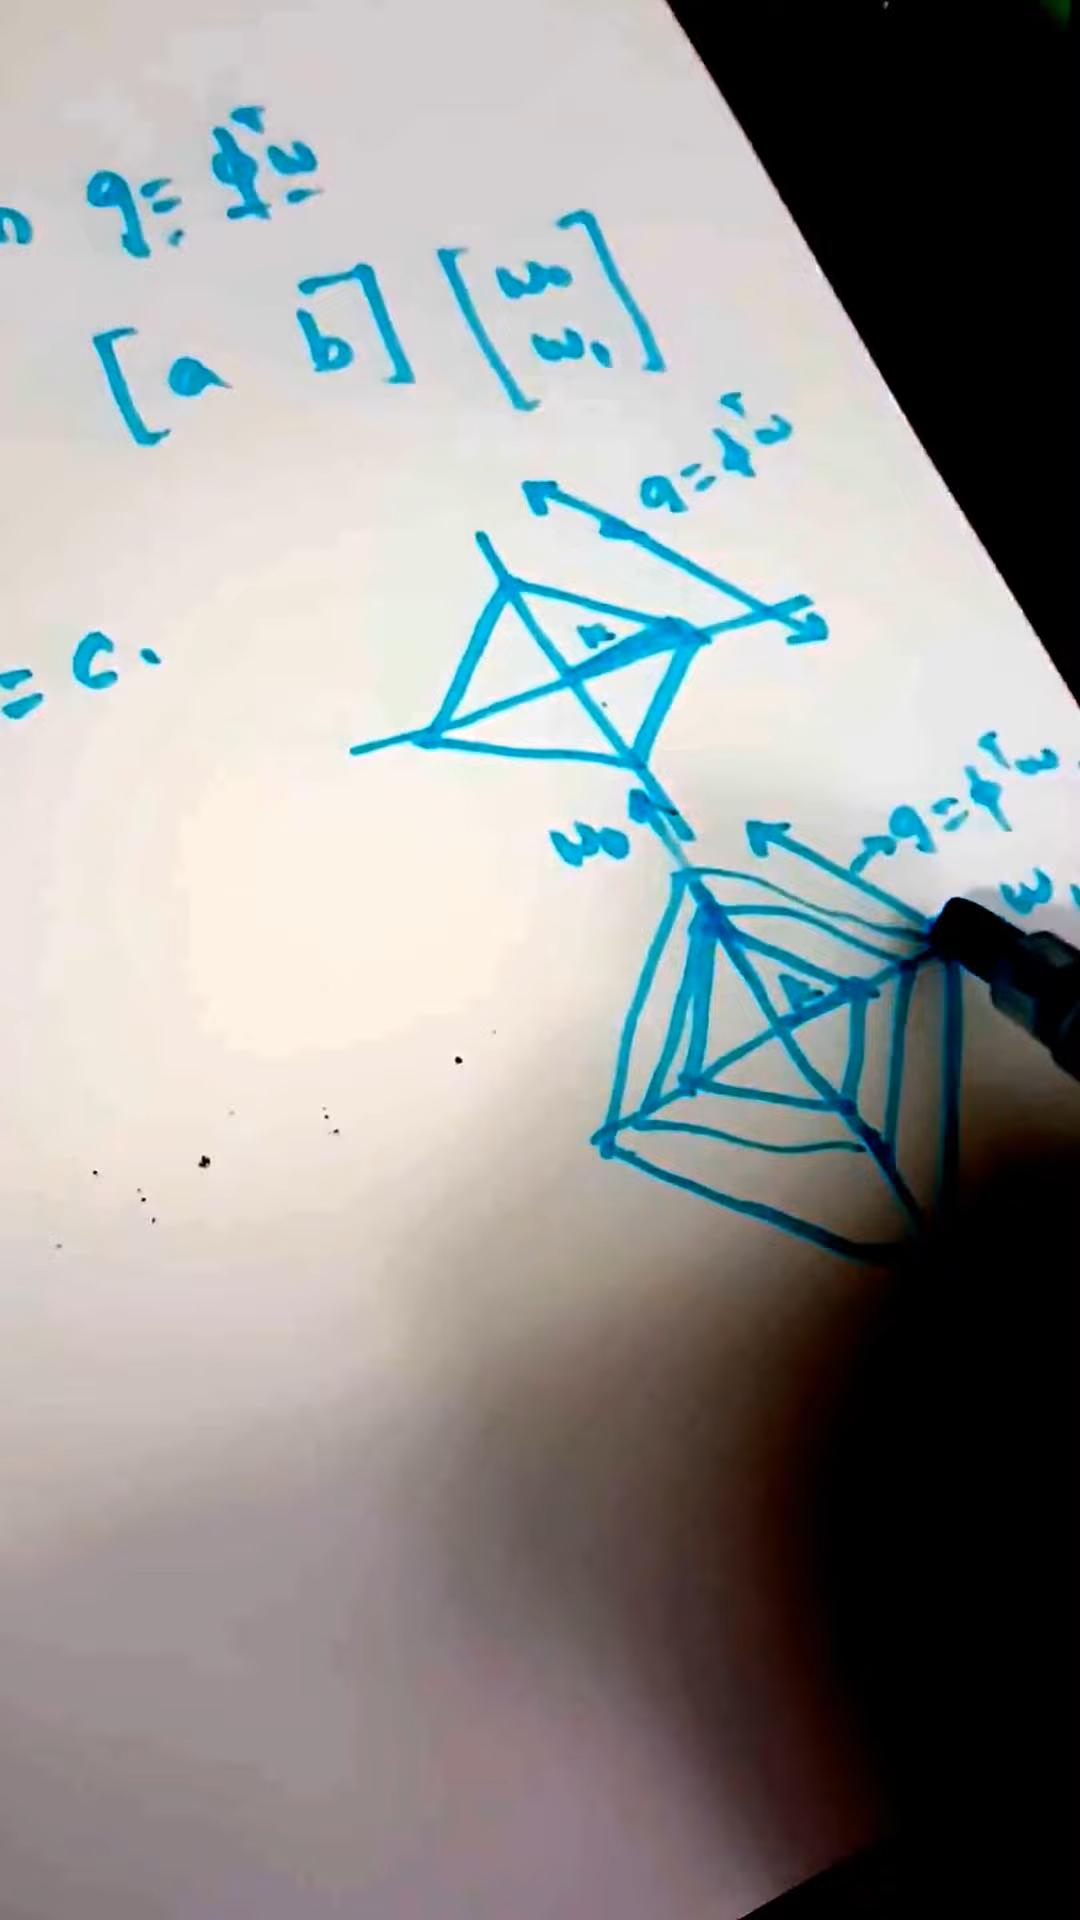 q = φᵀw
[a b] [w₀
w₁]
q = φᵀw
= c.
r
w₀
q = φᵀw
w
r